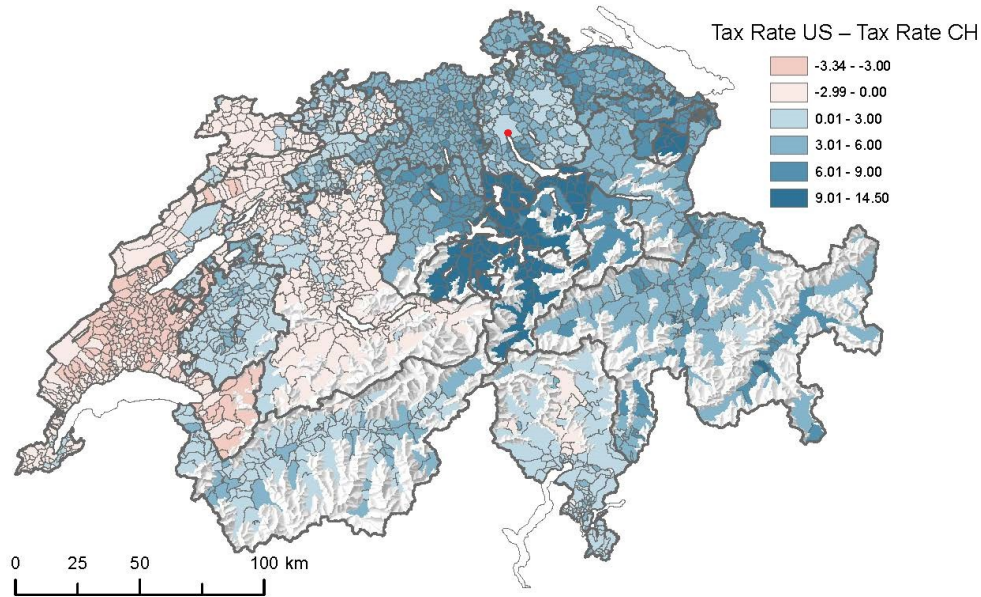 Tax Rate US – Tax Rate CH
-3.34 - -3.00
-2.99 - 0.00
0.01 - 3.00
3.01 - 6.00
6.01 - 9.00
9.01 - 14.50
0 25 50 100 km